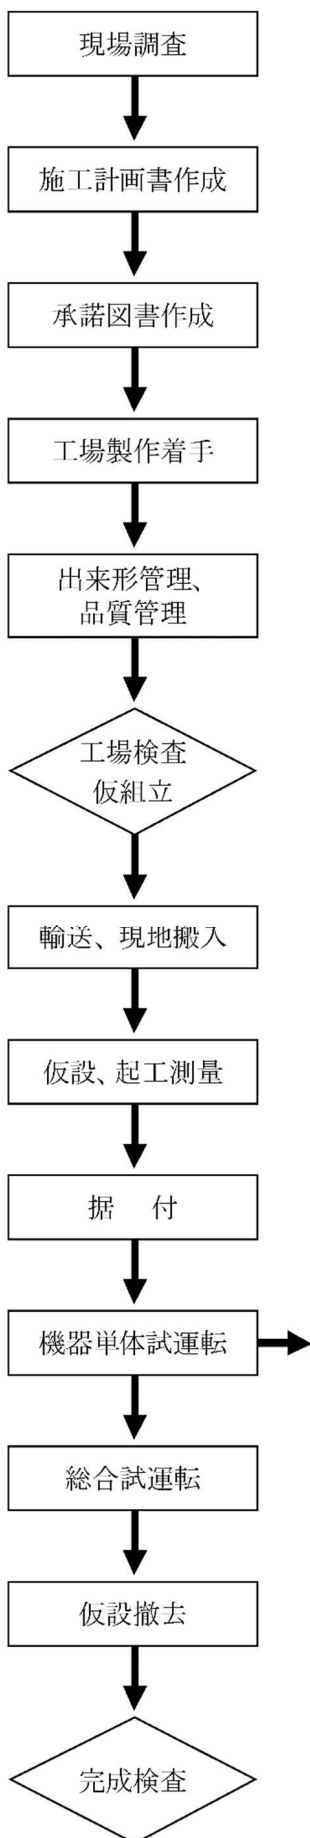 現場調査
施工計画書作成
承諾図書作成
工場製作着手
出来形管理、
品質管理
工場検査
仮組立
輸送、現地搬入
仮設、起工測量
据　付
機器単体試運転
総合試運転
仮設撤去
完成検査